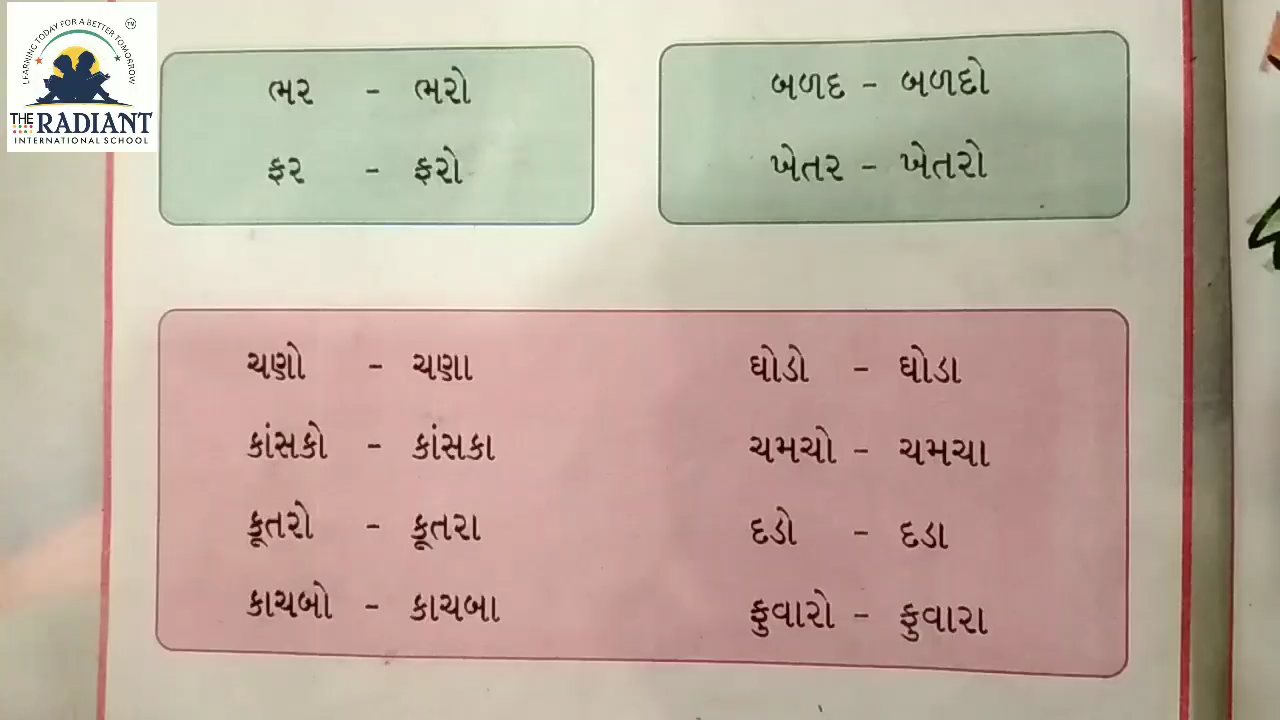 LEARNING TODAY FOR A BETTER TOMORROW
TM
THE RADIANT
INTERNATIONAL SCHOOL
ભર - ભરો
ફર - ફરો
બળદ - બળદો
ખેતર - ખેતરો
ચણો - ચણા
કાંસકો - કાંસકા
કૂતરો - કૂતરા
કાચબો - કાચબા
ઘોડો - ઘોડા
ચમચો - ચમચા
દડો - દડા
ફુવારો - ફુવારા